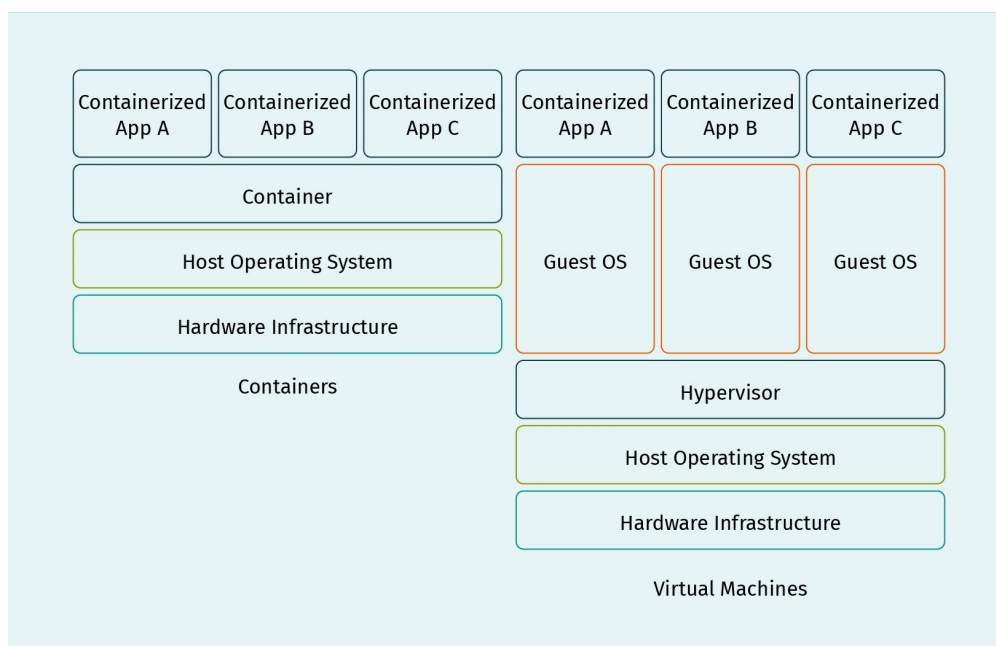 Containerized
App A
Containerized
App B
Containerized
App C
Container
Host Operating System
Hardware Infrastructure
Containers
Containerized
App A
Containerized
App B
Containerized
App C
Guest OS
Guest OS
Guest OS
Hypervisor
Host Operating System
Hardware Infrastructure
Virtual Machines